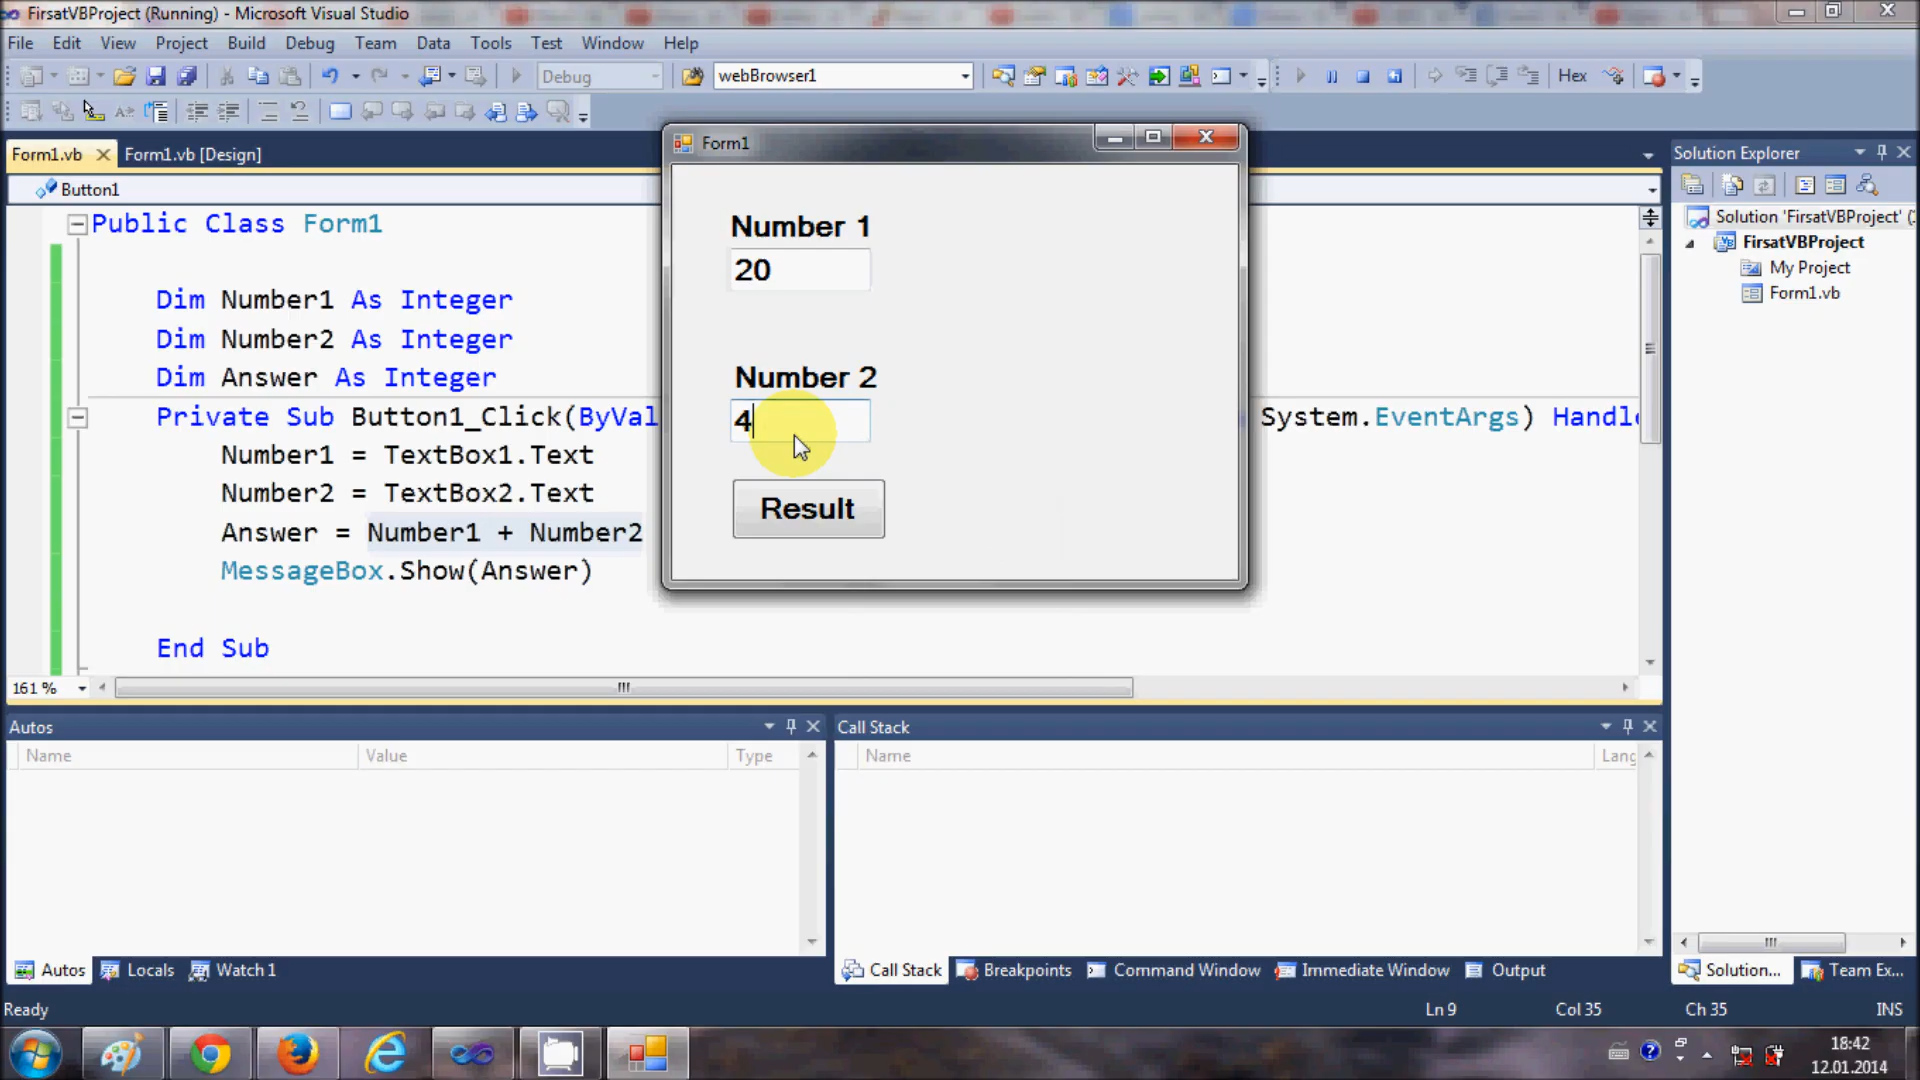 FirsatVBProject (Running) - Microsoft Visual Studio
File Edit View Project Build Debug Team Data Tools Test Window Help
Debug webBrowser1 Hex
Form1.vb Form1.vb [Design]
Button1
Public Class Form1
Dim Number1 As Integer
Dim Number2 As Integer
Dim Answer As Integer
Private Sub Button1_Click(ByVal
System.EventArgs) Handl
Number1 = TextBox1.Text
Number2 = TextBox2.Text
Answer = Number1 + Number2
MessageBox.Show(Answer)
End Sub
161 %
Form1
Number 1
20
Number 2
4
Result
Solution Explorer
Solution 'FirsatVBProject' (
FirsatVBProject
My Project
Form1.vb
Autos
Name Value Type
Call Stack
Name Lang
Autos Locals Watch 1
Call Stack Breakpoints Command Window Immediate Window Output
Solution... Team Ex...
Ready
Ln 9 Col 35 Ch 35 INS
18:42
12.01.2014